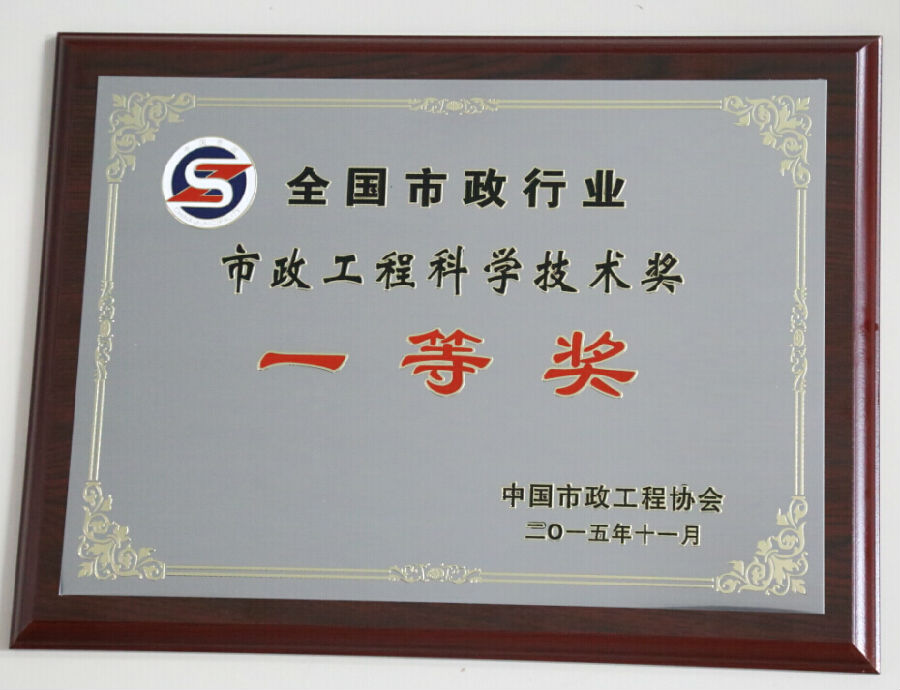 全国市政行业
市政工程科学技术奖
一等奖
中国市政工程协会
二〇一五年十一月